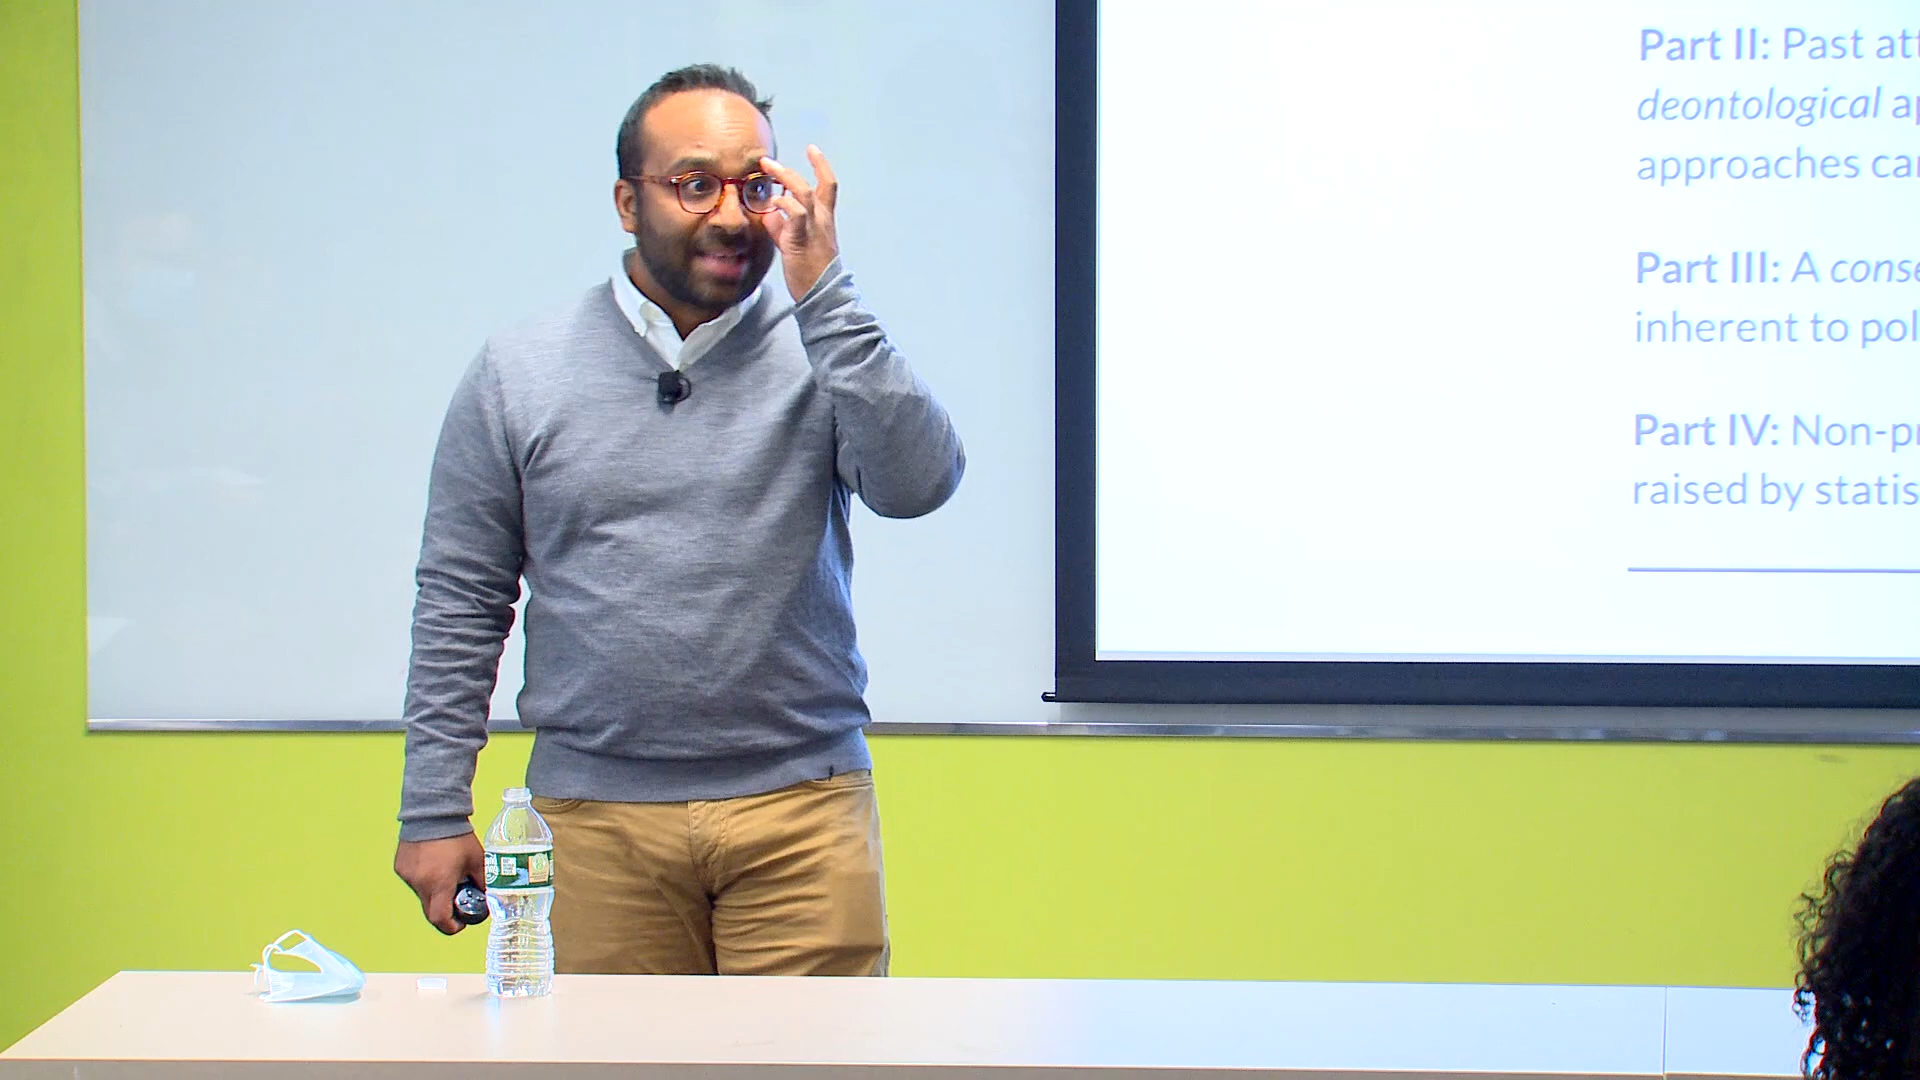 Part II: Past att
deontological ap
approaches car
Part III: A conse
inherent to pol
Part IV: Non-pr
raised by statis